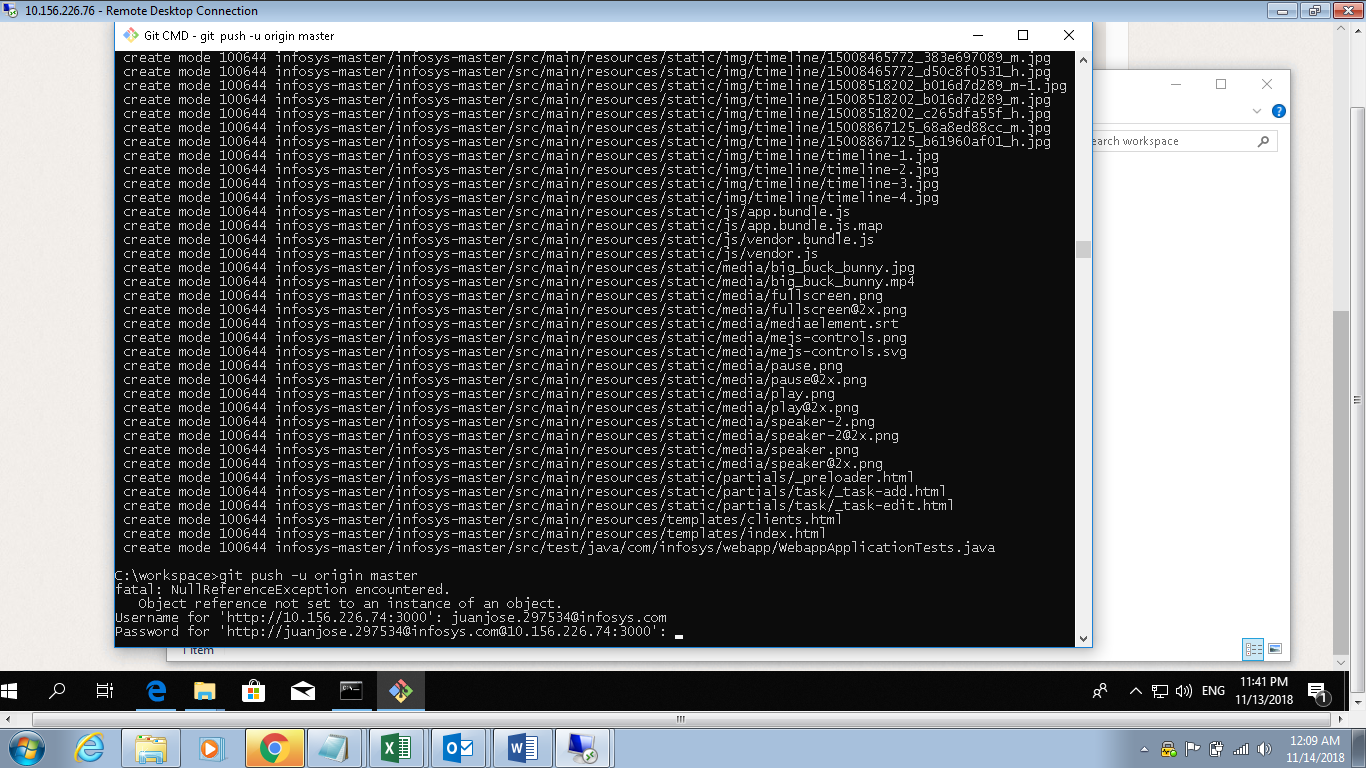 10.156.226.76 - Remote Desktop Connection
Git CMD - git push -u origin master
create mode 100644 infosys-master/infosys-master/src/main/resources/static/img/timeline/15008465772_383e697089_m.jpg
create mode 100644 infosys-master/infosys-master/src/main/resources/static/img/timeline/15008465772_d50c8f0531_h.jpg
create mode 100644 infosys-master/infosys-master/src/main/resources/static/img/timeline/15008518202_b016d7d289_m-1.jpg
create mode 100644 infosys-master/infosys-master/src/main/resources/static/img/timeline/15008518202_b016d7d289_m.jpg
create mode 100644 infosys-master/infosys-master/src/main/resources/static/img/timeline/15008518202_c265dfa55f_h.jpg
create mode 100644 infosys-master/infosys-master/src/main/resources/static/img/timeline/15008867125_68a8ed88cc_m.jpg
create mode 100644 infosys-master/infosys-master/src/main/resources/static/img/timeline/15008867125_b61960af01_h.jpg
create mode 100644 infosys-master/infosys-master/src/main/resources/static/img/timeline/timeline-1.jpg
create mode 100644 infosys-master/infosys-master/src/main/resources/static/img/timeline/timeline-2.jpg
create mode 100644 infosys-master/infosys-master/src/main/resources/static/img/timeline/timeline-3.jpg
create mode 100644 infosys-master/infosys-master/src/main/resources/static/img/timeline/timeline-4.jpg
create mode 100644 infosys-master/infosys-master/src/main/resources/static/js/app.bundle.js
create mode 100644 infosys-master/infosys-master/src/main/resources/static/js/app.bundle.js.map
create mode 100644 infosys-master/infosys-master/src/main/resources/static/js/vendor.bundle.js
create mode 100644 infosys-master/infosys-master/src/main/resources/static/js/vendor.js
create mode 100644 infosys-master/infosys-master/src/main/resources/static/media/big_buck_bunny.jpg
create mode 100644 infosys-master/infosys-master/src/main/resources/static/media/big_buck_bunny.mp4
create mode 100644 infosys-master/infosys-master/src/main/resources/static/media/fullscreen.png
create mode 100644 infosys-master/infosys-master/src/main/resources/static/media/fullscreen@2x.png
create mode 100644 infosys-master/infosys-master/src/main/resources/static/media/mediaelement.srt
create mode 100644 infosys-master/infosys-master/src/main/resources/static/media/mejs-controls.png
create mode 100644 infosys-master/infosys-master/src/main/resources/static/media/mejs-controls.svg
create mode 100644 infosys-master/infosys-master/src/main/resources/static/media/pause.png
create mode 100644 infosys-master/infosys-master/src/main/resources/static/media/pause@2x.png
create mode 100644 infosys-master/infosys-master/src/main/resources/static/media/play.png
create mode 100644 infosys-master/infosys-master/src/main/resources/static/media/play@2x.png
create mode 100644 infosys-master/infosys-master/src/main/resources/static/media/speaker-2.png
create mode 100644 infosys-master/infosys-master/src/main/resources/static/media/speaker-2@2x.png
create mode 100644 infosys-master/infosys-master/src/main/resources/static/media/speaker.png
create mode 100644 infosys-master/infosys-master/src/main/resources/static/media/speaker@2x.png
create mode 100644 infosys-master/infosys-master/src/main/resources/static/partials/_preloader.html
create mode 100644 infosys-master/infosys-master/src/main/resources/static/partials/task/_task-add.html
create mode 100644 infosys-master/infosys-master/src/main/resources/static/partials/task/_task-edit.html
create mode 100644 infosys-master/infosys-master/src/main/resources/templates/clients.html
create mode 100644 infosys-master/infosys-master/src/main/resources/templates/index.html
create mode 100644 infosys-master/infosys-master/src/test/java/com/infosys/webapp/WebappApplicationTests.java
C:\workspace>git push -u origin master
fatal: NullReferenceException encountered.
Object reference not set to an instance of an object.
Username for 'http://10.156.226.74:3000': juanjose.297534@infosys.com
Password for 'http://juanjose.297534@infosys.com@10.156.226.74:3000':
earch workspace
1 item
ENG
11:41 PM
11/13/2018
1
12:09 AM
11/14/2018